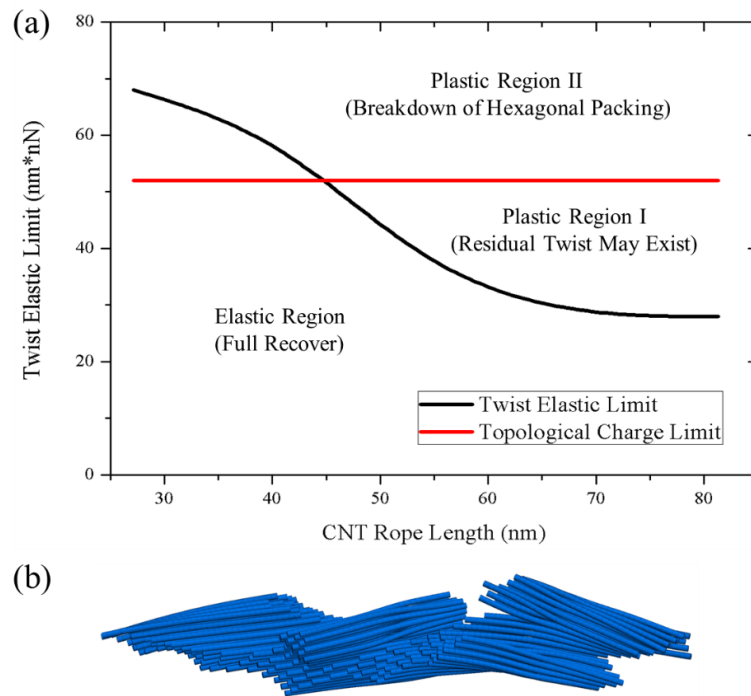 (a)
80
60
40
20
0
Twist Elastic Limit (nm*nN)
Plastic Region II
(Breakdown of Hexagonal Packing)
Plastic Region I
(Residual Twist May Exist)
Elastic Region
(Full Recover)
Twist Elastic Limit
Topological Charge Limit
30 40 50 60 70 80
CNT Rope Length (nm)
(b)